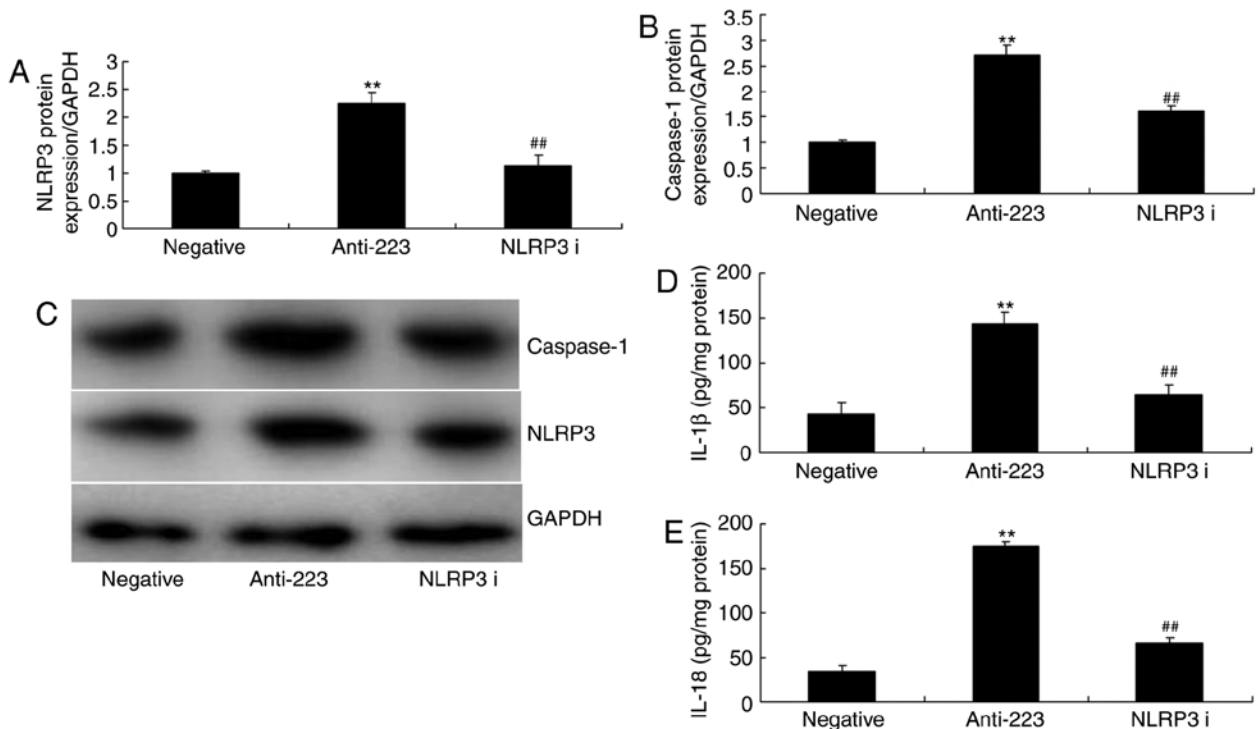 A
NLRP3 protein
expression/GAPDH
3
2.5
2
1.5
1
0.5
0
**
##
Negative Anti-223 NLRP3 i
B
Caspase-1 protein
expression/GAPDH
3.5
3
2.5
2
1.5
1
0.5
0
**
##
Negative Anti-223 NLRP3 i
C
Caspase-1
NLRP3
GAPDH
Negative Anti-223 NLRP3 i
D
IL-1β (pg/mg protein)
200
150
100
50
0
**
##
Negative Anti-223 NLRP3 i
E
IL-18 (pg/mg protein)
200
150
100
50
0
**
##
Negative Anti-223 NLRP3 i